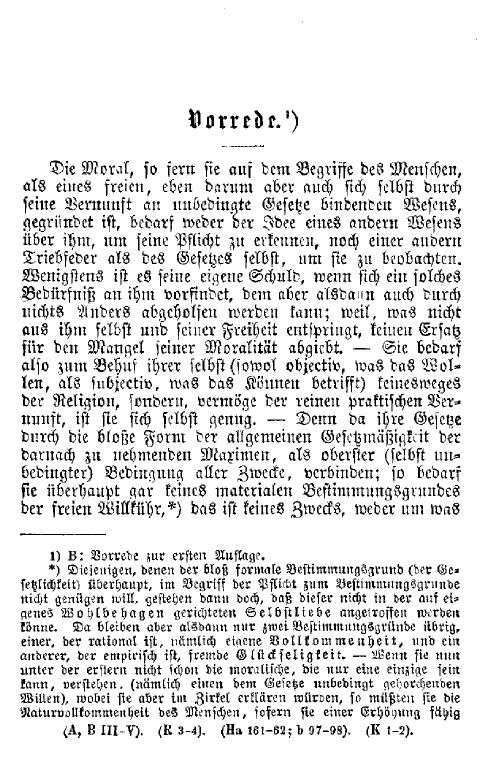 Vorrede.¹)
Die Moral, so fern sie auf dem Begriffe des Menschen,
als eines freien, eben darum aber auch sich selbst durch
seine Vernunft an unbedingte Gesetze bindenden Wesens,
gegründet ist, bedarf weder der Idee eines andern Wesens
über ihm, um seine Pflicht zu erkennen, noch einer andern
Triebfeder als des Gesetzes selbst, um sie zu beobachten.
Wenigstens ist es seine eigene Schuld, wenn sich ein solches
Bedürfniß an ihm vorfindet, dem aber alsdann auch durch
nichts Anders abgeholfen werden kann; weil, was nicht
aus ihm selbst und seiner Freiheit entspringt, keinen Ersatz
für den Mangel seiner Moralität abgiebt. — Sie bedarf
also zum Behuf ihrer selbst (sowol objectiv, was das Wol-
len, als subjectiv, was das Können betrifft) keinesweges
der Religion, sondern, vermöge der reinen praktischen Ver-
nunft, ist sie sich selbst genug. — Denn da ihre Gesetze
durch die bloße Form der allgemeinen Gesetzmäßigkeit der
darnach zu nehmenden Maximen, als oberster (selbst un-
bedingter) Bedingung aller Zwecke, verbinden; so bedarf
sie überhaupt gar keines materialen Bestimmungsgrundes
der freien Willkühr,*) das ist keines Zwecks, weder um was
1) B: Vorrede zur ersten Auflage.
*) Diejenigen, denen der bloß formale Bestimmungsgrund (der Ge-
setzlichkeit) überhaupt, im Begriff der Pflicht zum Bestimmungsgrunde
nicht genügen will, gestehen dann doch, daß dieser nicht in der auf ei-
genes Wohlbehagen gerichteten Selbstliebe angetroffen werden
könne. Da bleiben aber alsdann nur zwei Bestimmungsgründe übrig,
einer, der rational ist, nämlich eigene Vollkommenheit, und ein
anderer, der empirisch ist, fremde Glückseligkeit. — Wenn sie nun
unter der erstern nicht schon die moralische, die nur eine einzige sein
kann, verstehen, (nämlich einen dem Gesetze unbedingt gehorchenden
Willen), wobei sie aber im Zirkel erklären würden, so müßten sie die
Naturvollkommenheit des Menschen, sofern sie einer Erhöhung fähig
(A, B III-V). (R 3-4). (Ha 161-62; b 97-98). (K 1-2).